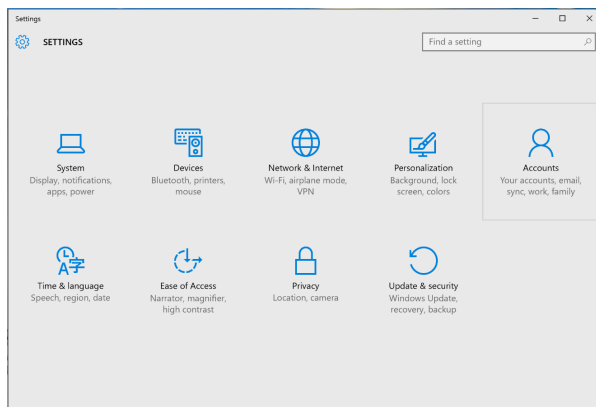 Settings
SETTINGS
Find a setting
System
Display, notifications,
apps, power
Devices
Bluetooth, printers,
mouse
Network & Internet
Wi-Fi, airplane mode,
VPN
Personalization
Background, lock
screen, colors
Accounts
Your accounts, email,
sync, work, family
A字
Time & language
Speech, region, date
Ease of Access
Narrator, magnifier,
high contrast
Privacy
Location, camera
Update & security
Windows Update,
recovery, backup